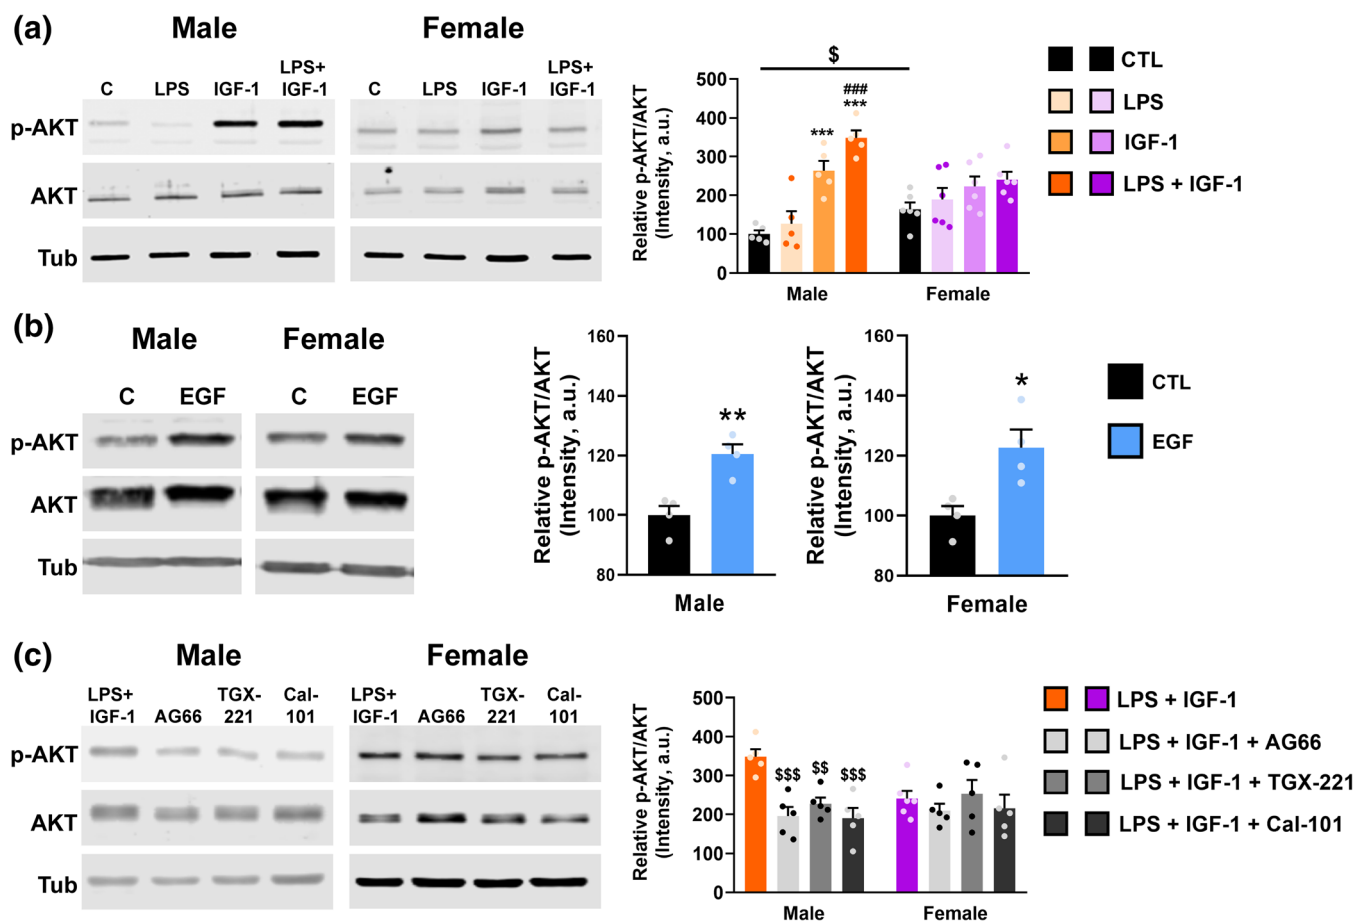 (a)
Male
Female
C LPS IGF-1 LPS+
IGF-1
C LPS IGF-1 LPS+
IGF-1
p-AKT
AKT
Tub
Relative p-AKT/AKT
(Intensity, a.u.)
500
400
300
200
100
0
$
***
###
***
Male
Female
CTL
LPS
IGF-1
LPS + IGF-1
(b)
Male
Female
C EGF
C EGF
p-AKT
AKT
Tub
Relative p-AKT/AKT
(Intensity, a.u.)
160
140
120
100
80
**
Male
Relative p-AKT/AKT
(Intensity, a.u.)
160
140
120
100
80
*
Female
CTL
EGF
(c)
Male
Female
LPS+
IGF-1
AG66
TGX-
221
Cal-
101
LPS+
IGF-1
AG66
TGX-
221
Cal-
101
p-AKT
AKT
Tub
Relative p-AKT/AKT
(Intensity, a.u.)
500
400
300
200
100
0
$$$
$$
$$$
Male
Female
LPS + IGF-1
LPS + IGF-1 + AG66
LPS + IGF-1 + TGX-221
LPS + IGF-1 + Cal-101